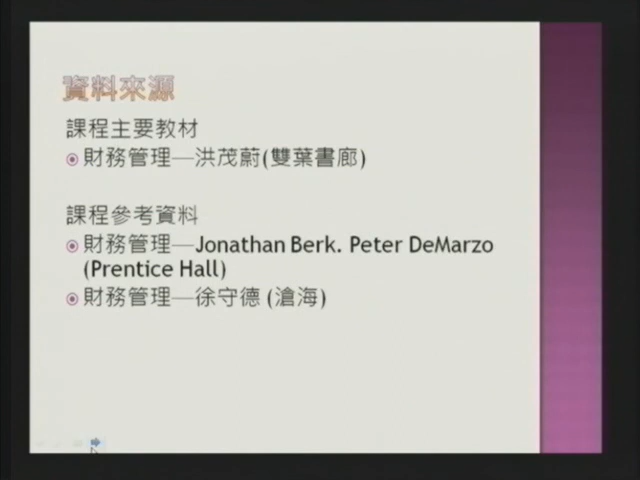 資料來源
課程主要教材
財務管理—洪茂蔚(雙葉書廊)
課程參考資料
財務管理—Jonathan Berk. Peter DeMarzo
(Prentice Hall)
財務管理—徐守德 (滄海)